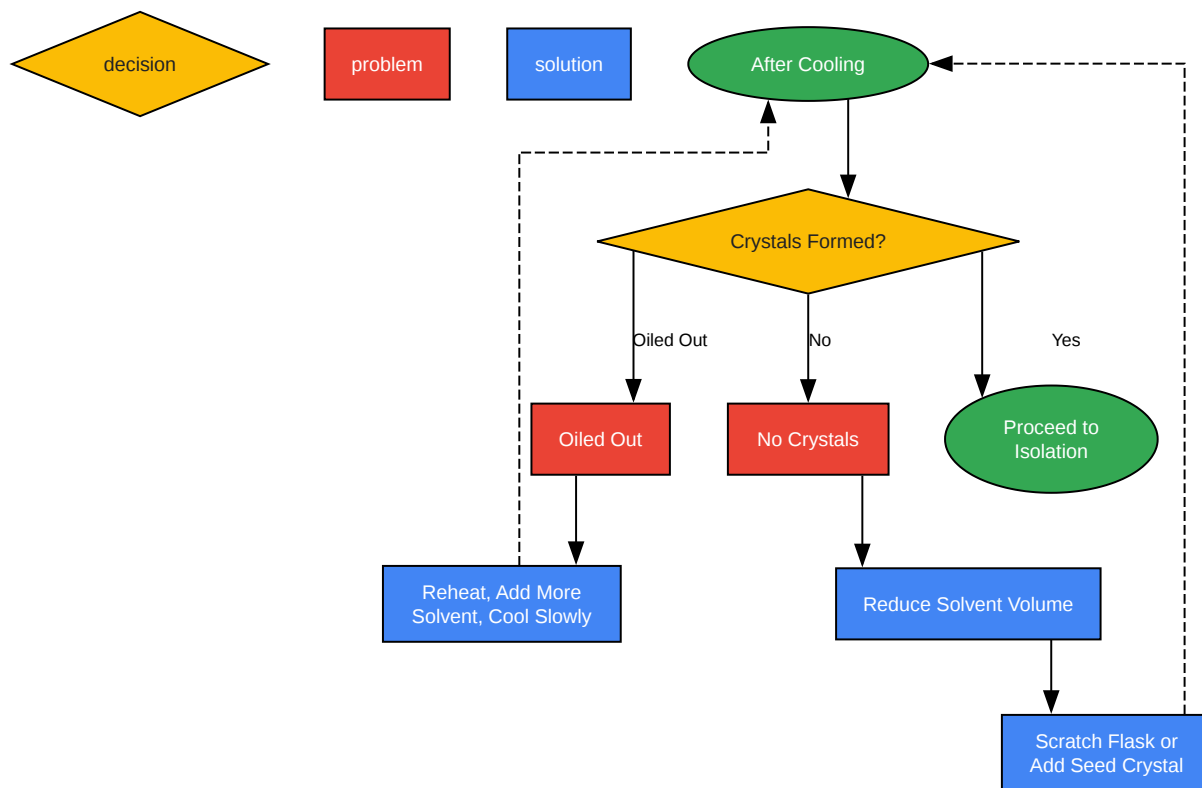 decision
problem
solution
After Cooling
Crystals Formed?
Oiled Out
No
Yes
Oiled Out
No Crystals
Proceed to
Isolation
Reheat, Add More
Solvent, Cool Slowly
Reduce Solvent Volume
Scratch Flask or
Add Seed Crystal